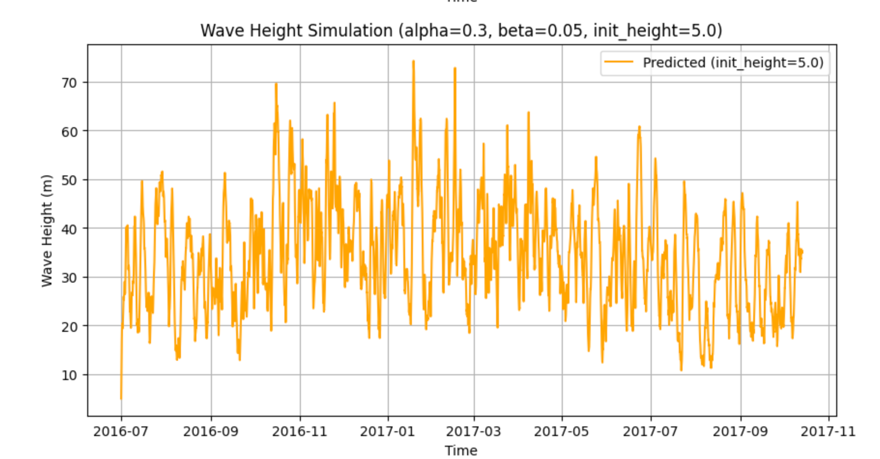 Time
Wave Height Simulation (alpha=0.3, beta=0.05, init_height=5.0)
Predicted (init_height=5.0)
Wave Height (m)
70
60
50
40
30
20
10
2016-07 2016-09 2016-11 2017-01 2017-03 2017-05 2017-07 2017-09 2017-11
Time